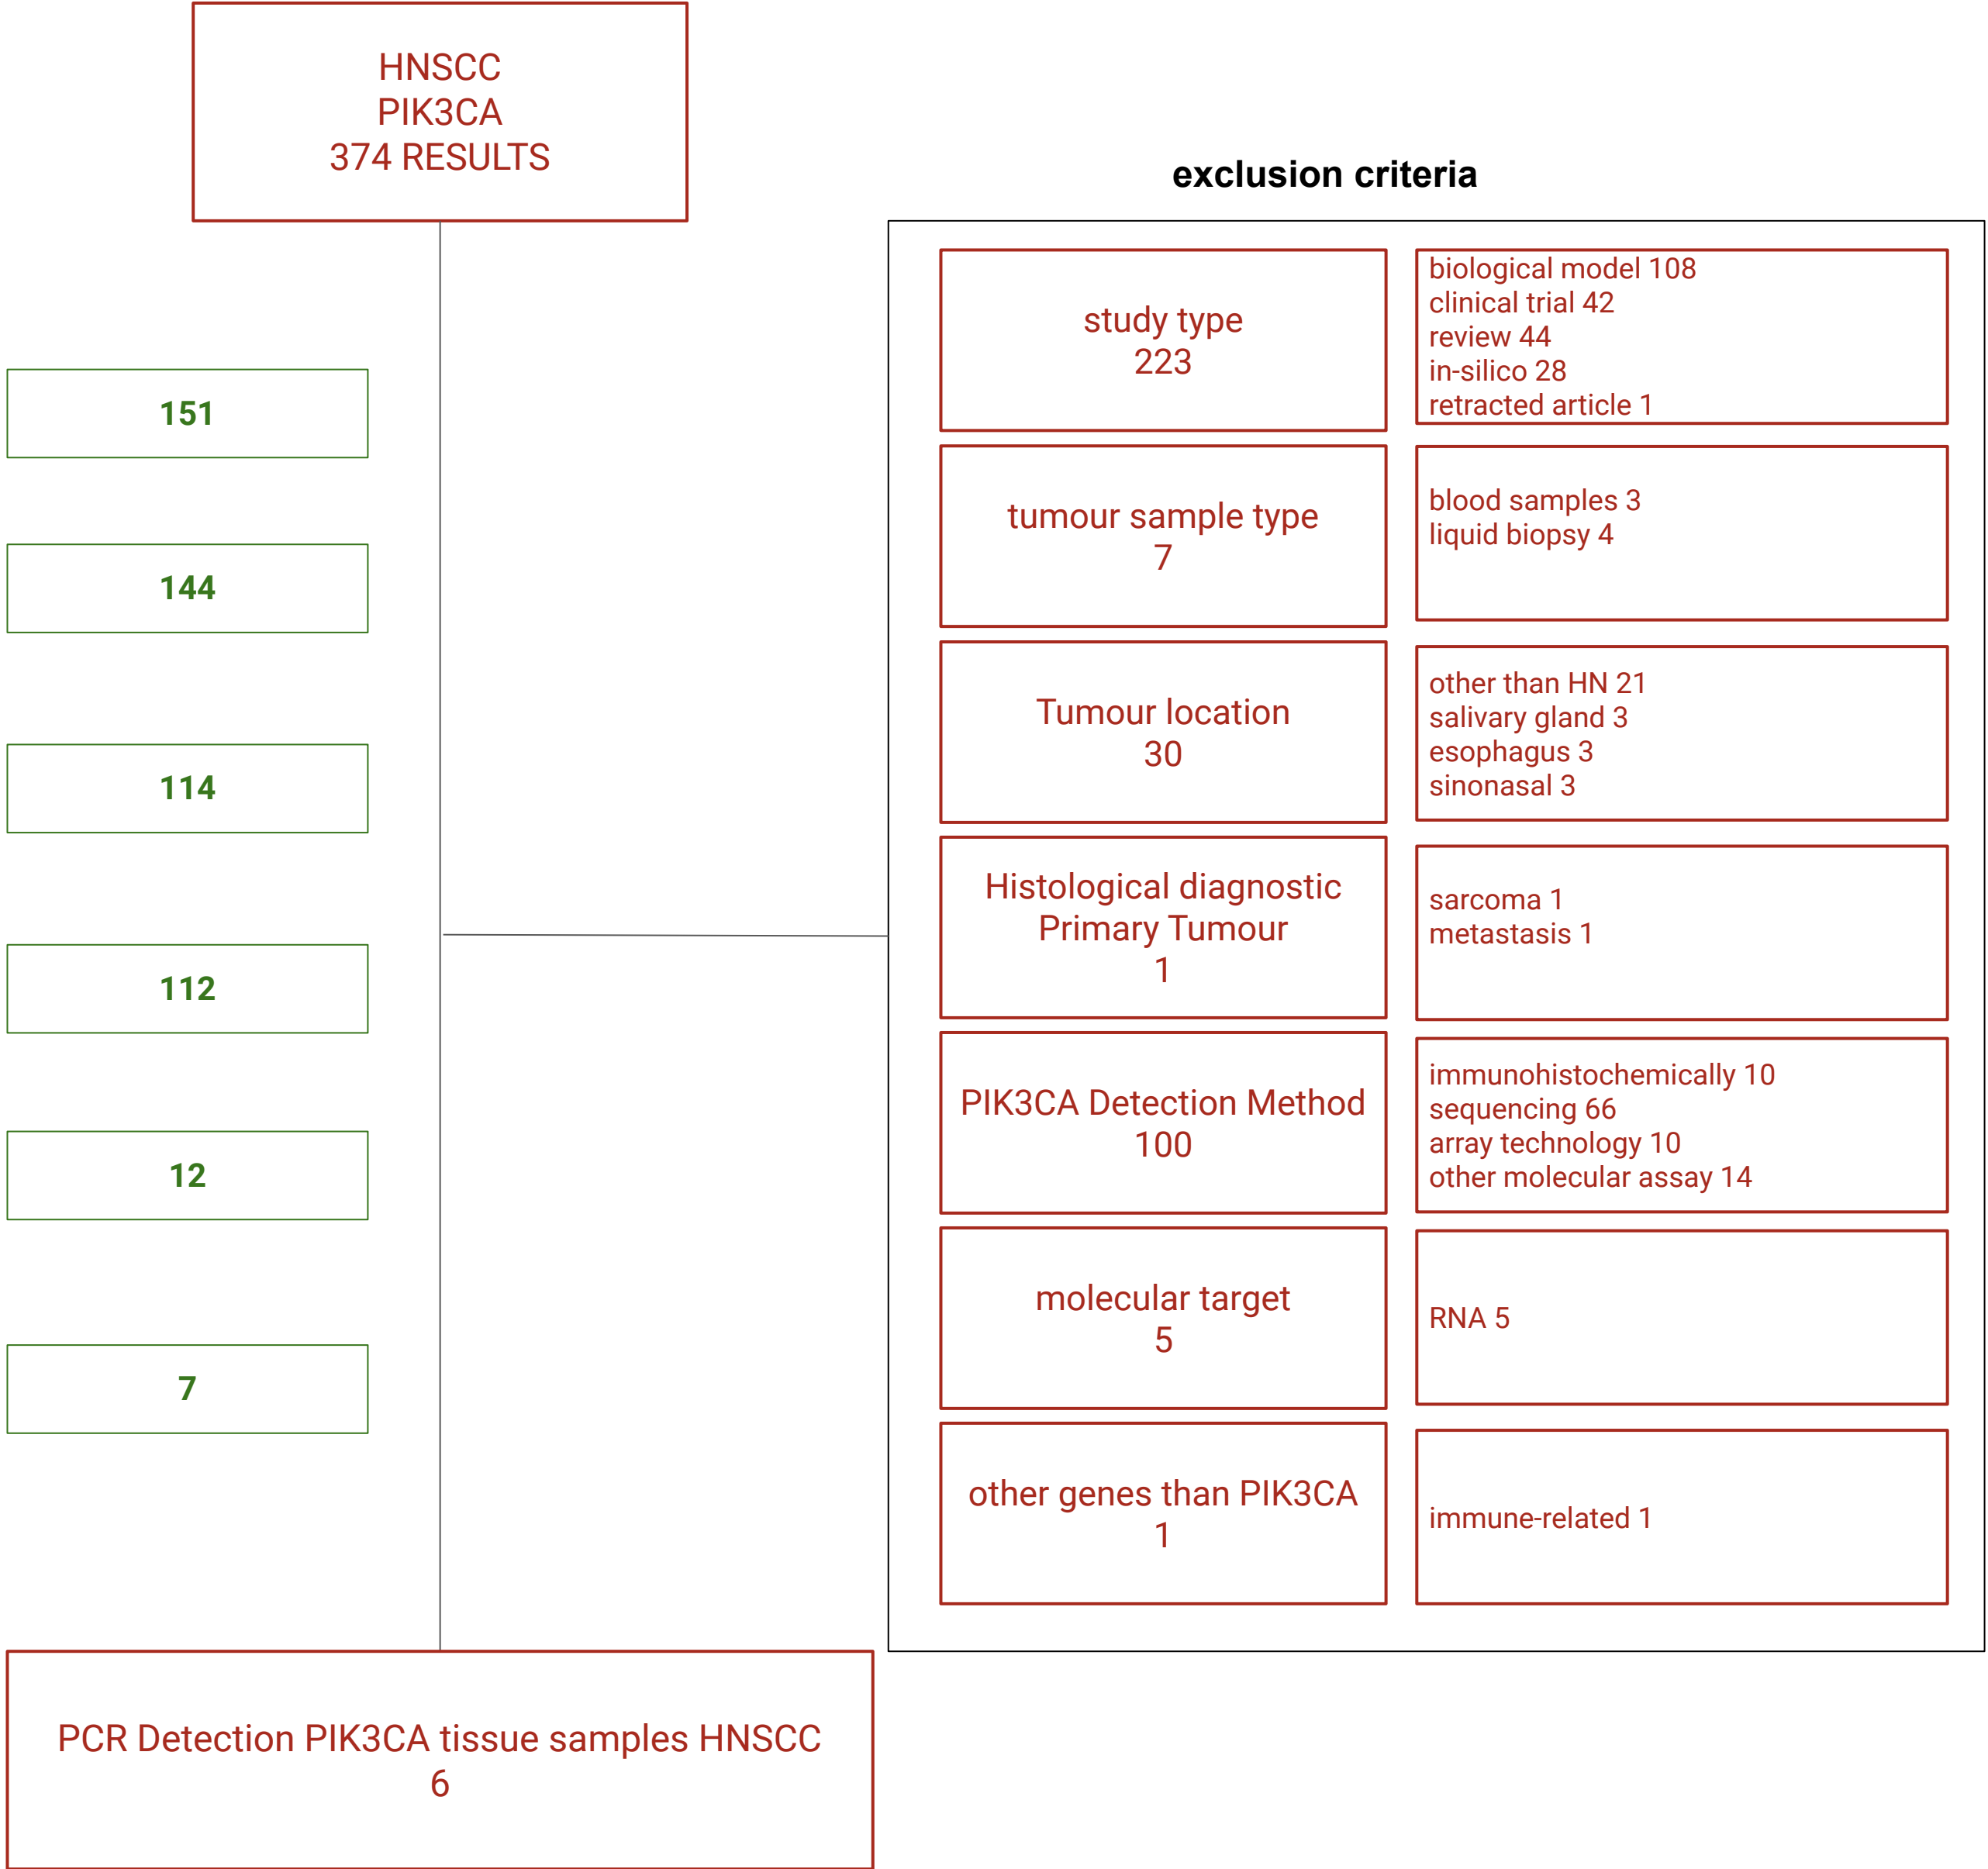 HNSCC
PIK3CA
374 RESULTS
exclusion criteria
study type
223
biological model 108
clinical trial 42
review 44
in-silico 28
retracted article 1
151
tumour sample type
7
blood samples 3
liquid biopsy 4
144
Tumour location
30
other than HN 21
salivary gland 3
esophagus 3
sinonasal 3
114
Histological diagnostic
Primary Tumour
1
sarcoma 1
metastasis 1
112
PIK3CA Detection Method
100
immunohistochemically 10
sequencing 66
array technology 10
other molecular assay 14
12
molecular target
5
RNA 5
7
other genes than PIK3CA
1
immune-related 1
PCR Detection PIK3CA tissue samples HNSCC
6